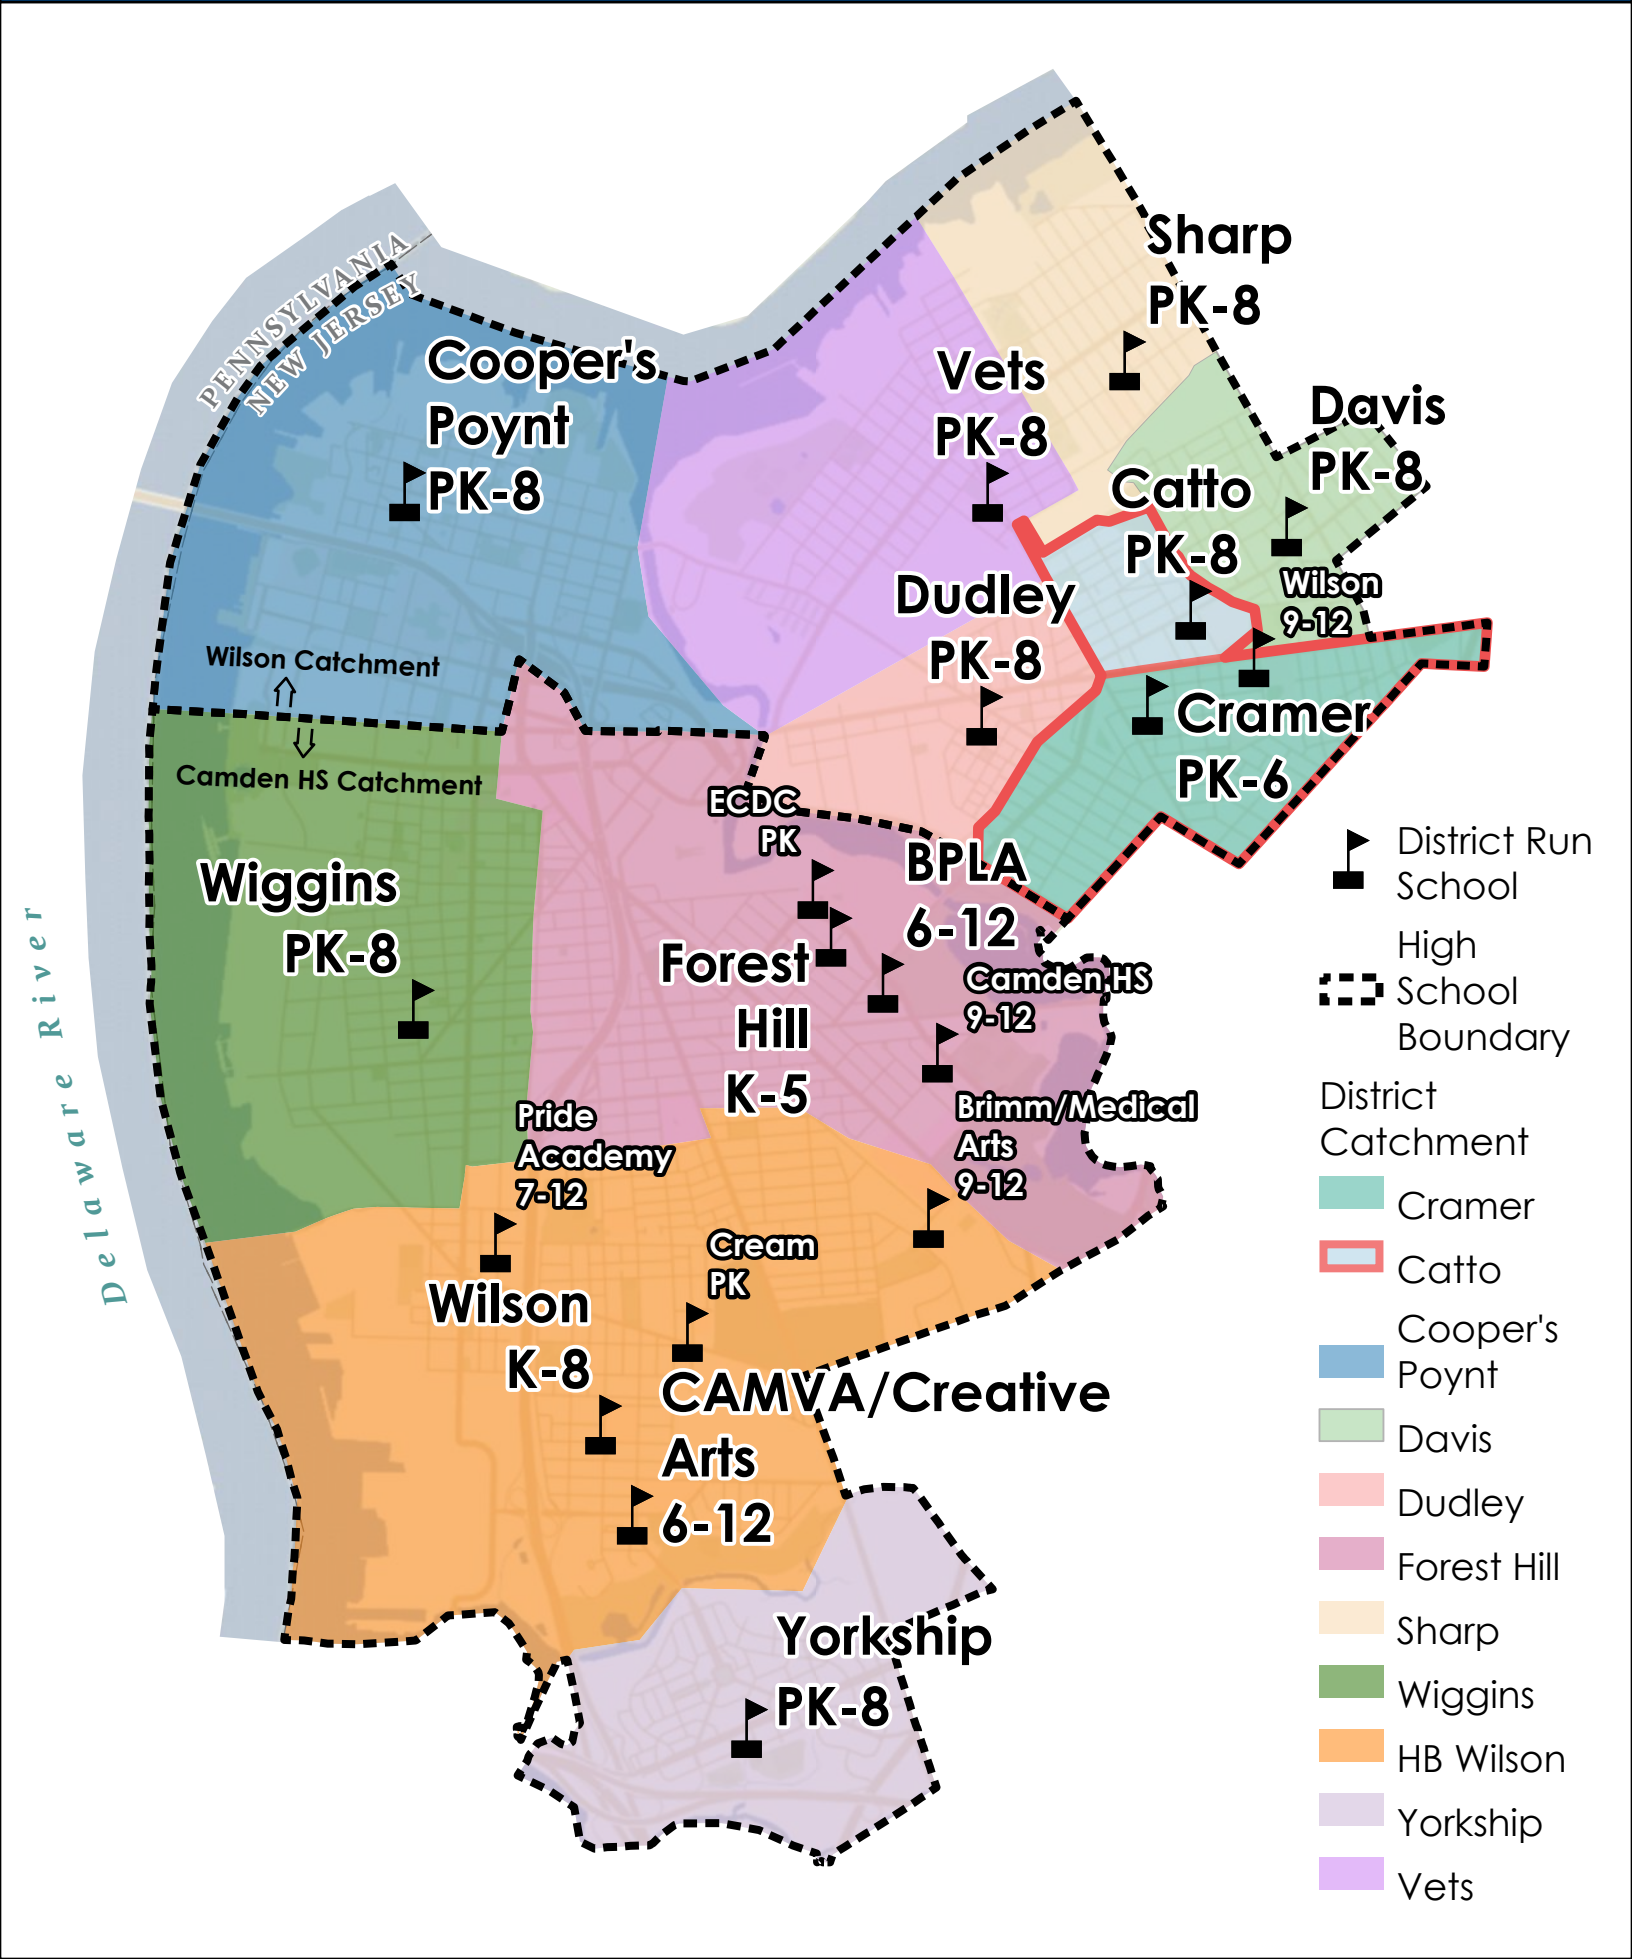 PENNSYLVANIA
NEW JERSEY
Cooper's
Poynt
PK-8
Sharp
PK-8
Vets
PK-8
Davis
PK-8
Catto
PK-8
Wilson
9-12
Dudley
PK-8
Cramer
PK-6
Wilson Catchment
Camden HS Catchment
ECDC
PK
BPLA
6-12
Wiggins
PK-8
Forest
Hill
K-5
Camden HS
9-12
Brimm/Medical
Arts
9-12
Pride
Academy
7-12
Cream
PK
Wilson
K-8
CAMVA/Creative
Arts
6-12
Yorkship
PK-8
Delaware River
District Run
School
High
School
Boundary
District
Catchment
Cramer
Catto
Cooper's
Poynt
Davis
Dudley
Forest Hill
Sharp
Wiggins
HB Wilson
Yorkship
Vets